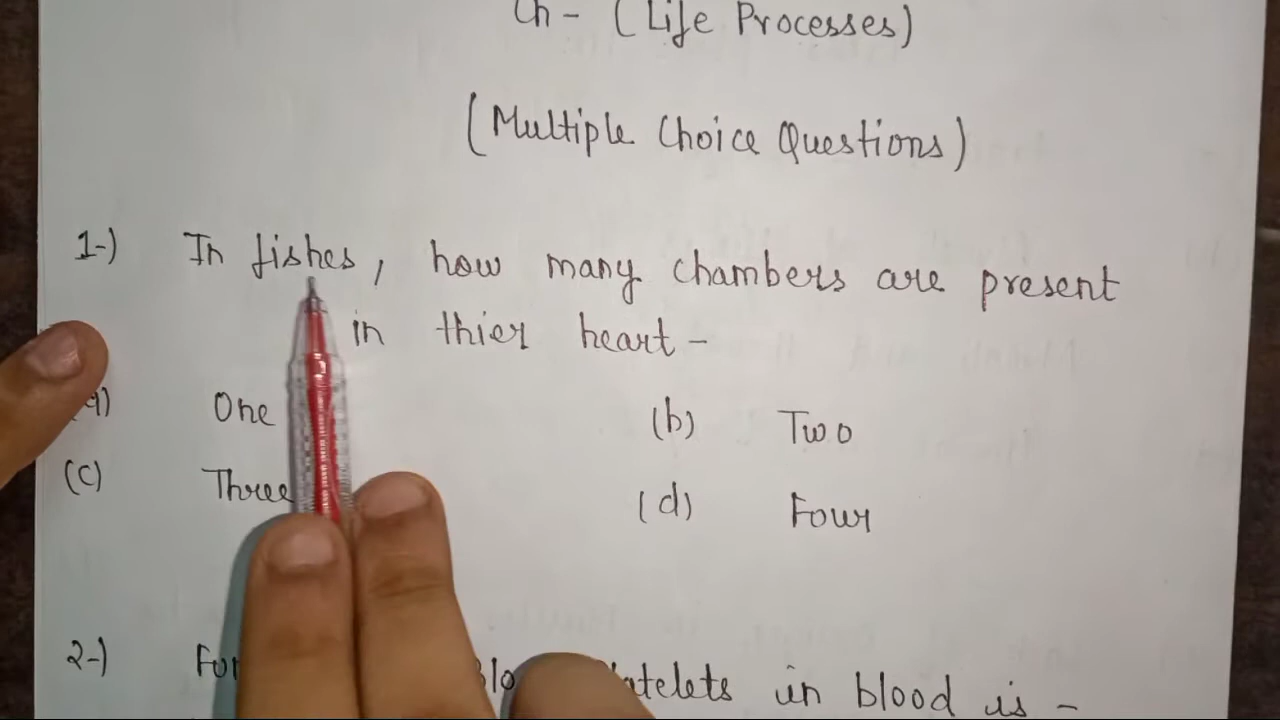 Ch - (Life Processes)
(Multiple Choice Questions)
1-) In fishes, how many chambers are present
in thier heart -
(a) One (b) Two
(c) Three (d) Four
2-) in blood is -